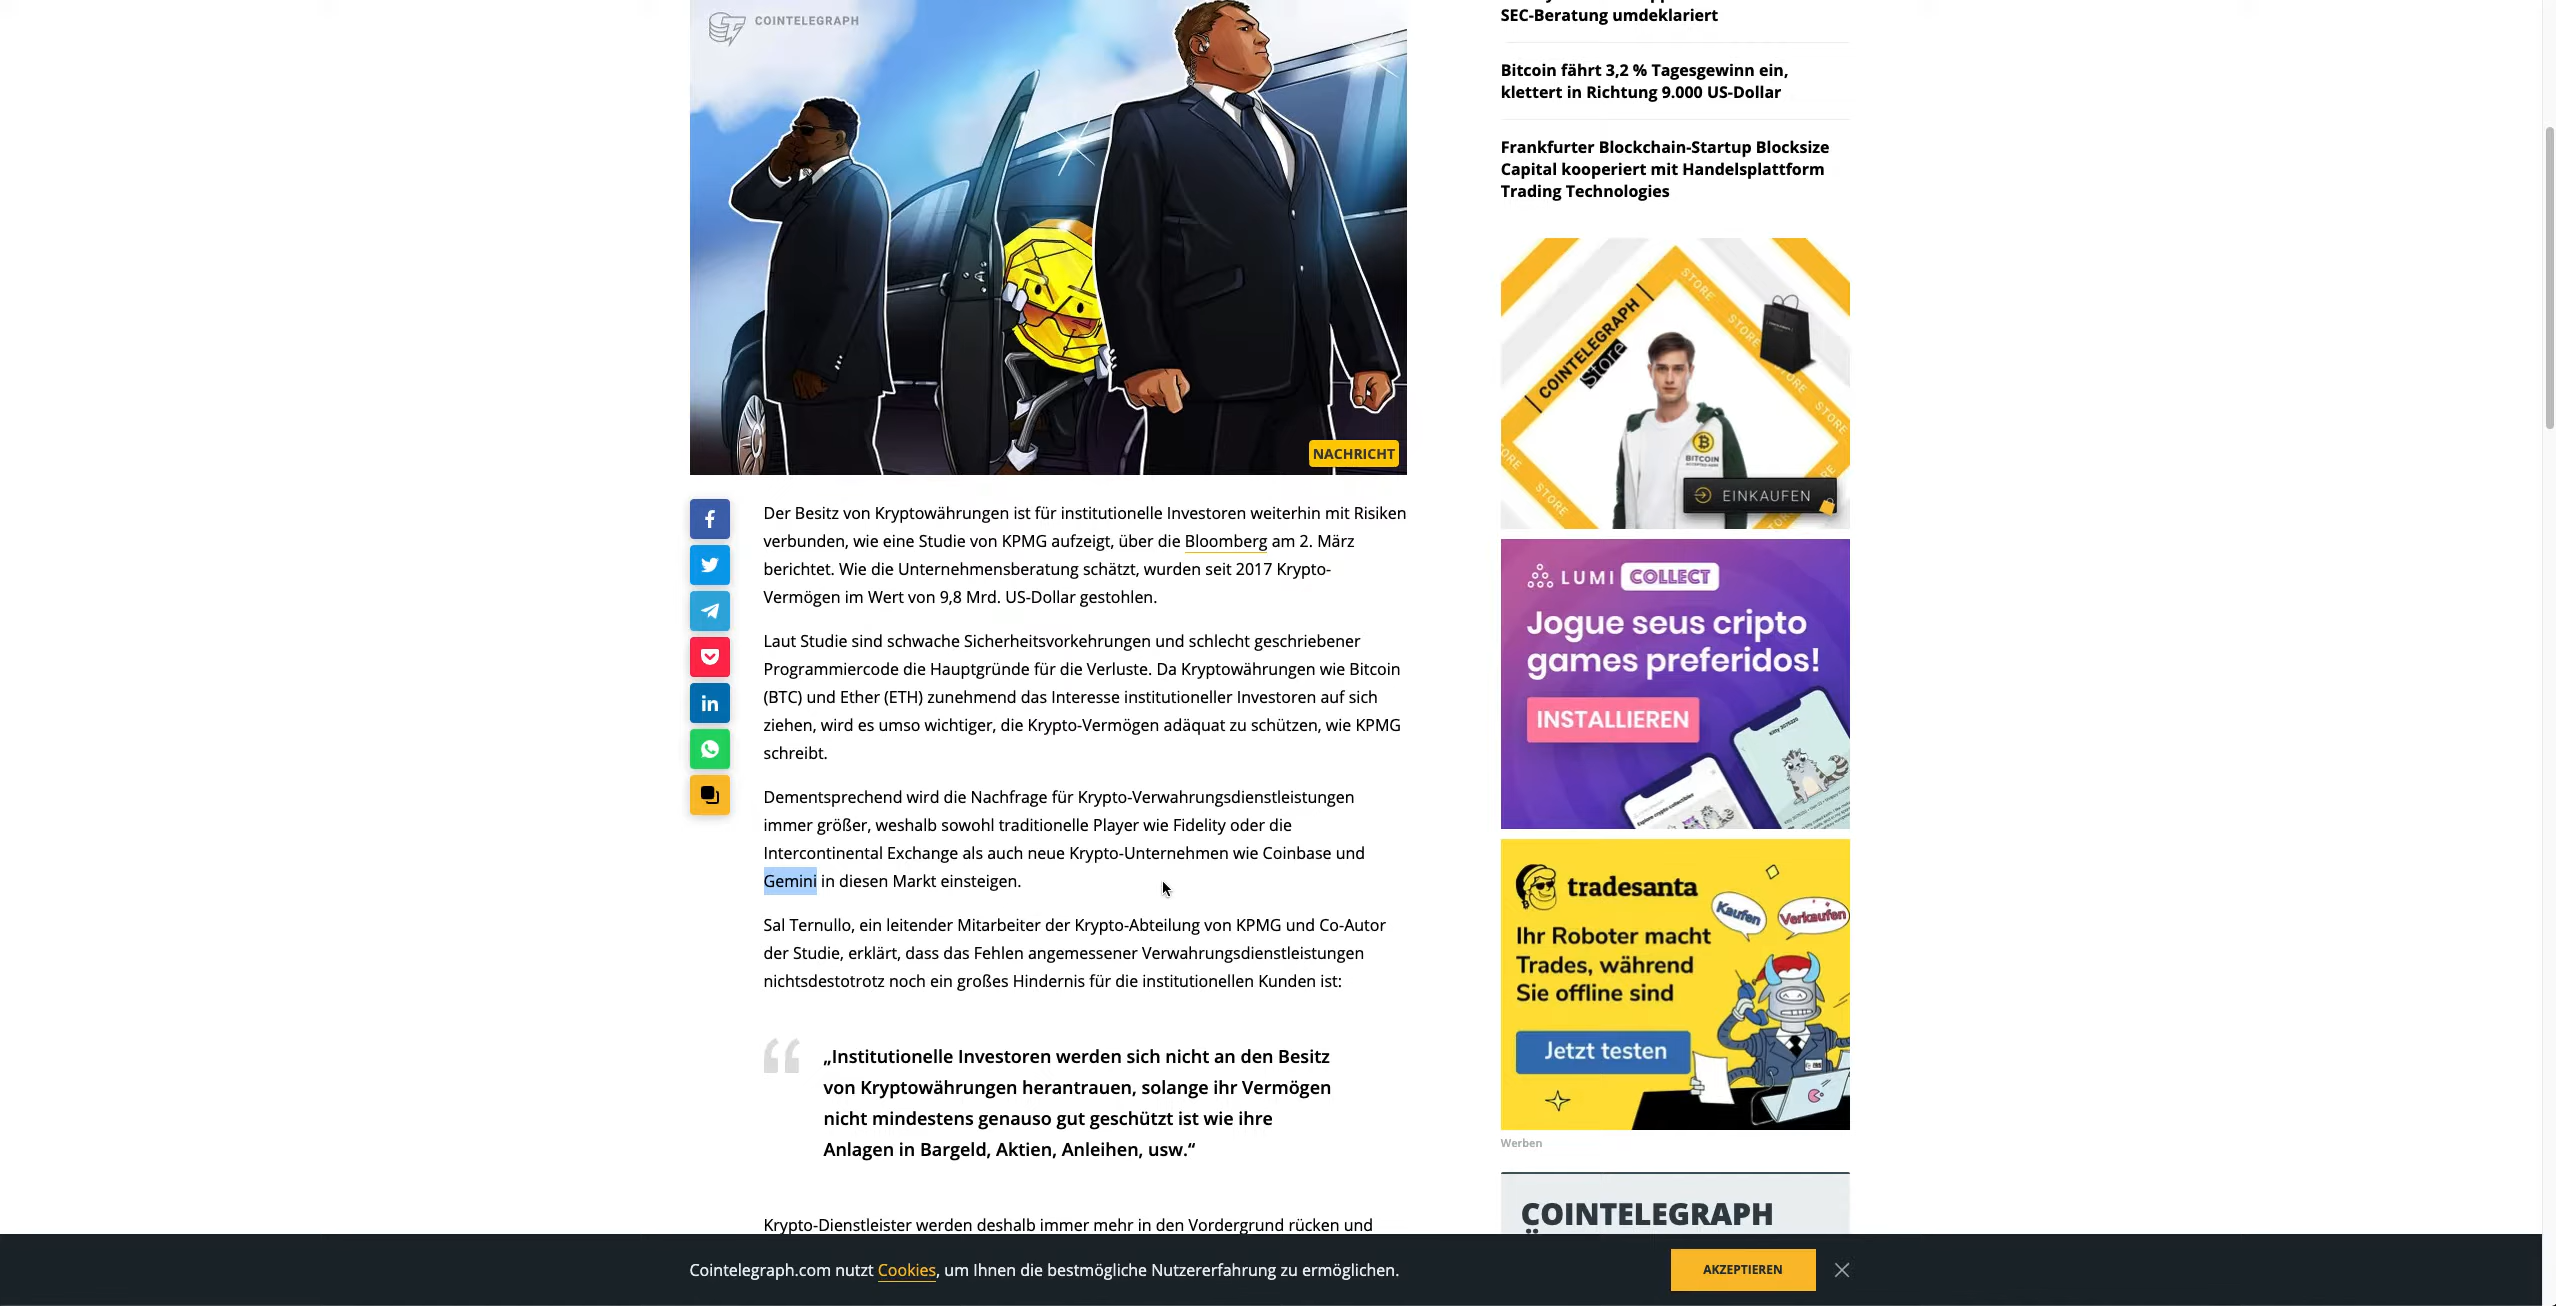 COINTELEGRAPH
NACHRICHT
Der Besitz von Kryptowährungen ist für institutionelle Investoren weiterhin mit Risiken
verbunden, wie eine Studie von KPMG aufzeigt, über die Bloomberg am 2. März
berichtet. Wie die Unternehmensberatung schätzt, wurden seit 2017 Krypto-
Vermögen im Wert von 9,8 Mrd. US-Dollar gestohlen.
Laut Studie sind schwache Sicherheitsvorkehrungen und schlecht geschriebener
Programmiercode die Hauptgründe für die Verluste. Da Kryptowährungen wie Bitcoin
(BTC) und Ether (ETH) zunehmend das Interesse institutioneller Investoren auf sich
ziehen, wird es umso wichtiger, die Krypto-Vermögen adäquat zu schützen, wie KPMG
schreibt.
Dementsprechend wird die Nachfrage für Krypto-Verwahrungsdienstleistungen
immer größer, weshalb sowohl traditionelle Player wie Fidelity oder die
Intercontinental Exchange als auch neue Krypto-Unternehmen wie Coinbase und
Gemini in diesen Markt einsteigen.
Sal Ternullo, ein leitender Mitarbeiter der Krypto-Abteilung von KPMG und Co-Autor
der Studie, erklärt, dass das Fehlen angemessener Verwahrungsdienstleistungen
nichtsdestotrotz noch ein großes Hindernis für die institutionellen Kunden ist:
„Institutionelle Investoren werden sich nicht an den Besitz
von Kryptowährungen herantrauen, solange ihr Vermögen
nicht mindestens genauso gut geschützt ist wie ihre
Anlagen in Bargeld, Aktien, Anleihen, usw.“
Krypto-Dienstleister werden deshalb immer mehr in den Vordergrund rücken und
SEC-Beratung umdeklariert
Bitcoin fährt 3,2 % Tagesgewinn ein,
klettert in Richtung 9.000 US-Dollar
Frankfurter Blockchain-Startup Blocksize
Capital kooperiert mit Handelsplattform
Trading Technologies
COINTELEGRAPH
Store
STORE
STORE
STORE
STORE
STORE
BITCOIN
EINKAUFEN
LUMI COLLECT
Jogue seus cripto
games preferidos!
INSTALLIEREN
tradesanta
Kaufen
Verkaufen
Ihr Roboter macht
Trades, während
Sie offline sind
Jetzt testen
Werben
COINTELEGRAPH
Cointelegraph.com nutzt Cookies, um Ihnen die bestmögliche Nutzererfahrung zu ermöglichen.
AKZEPTIEREN